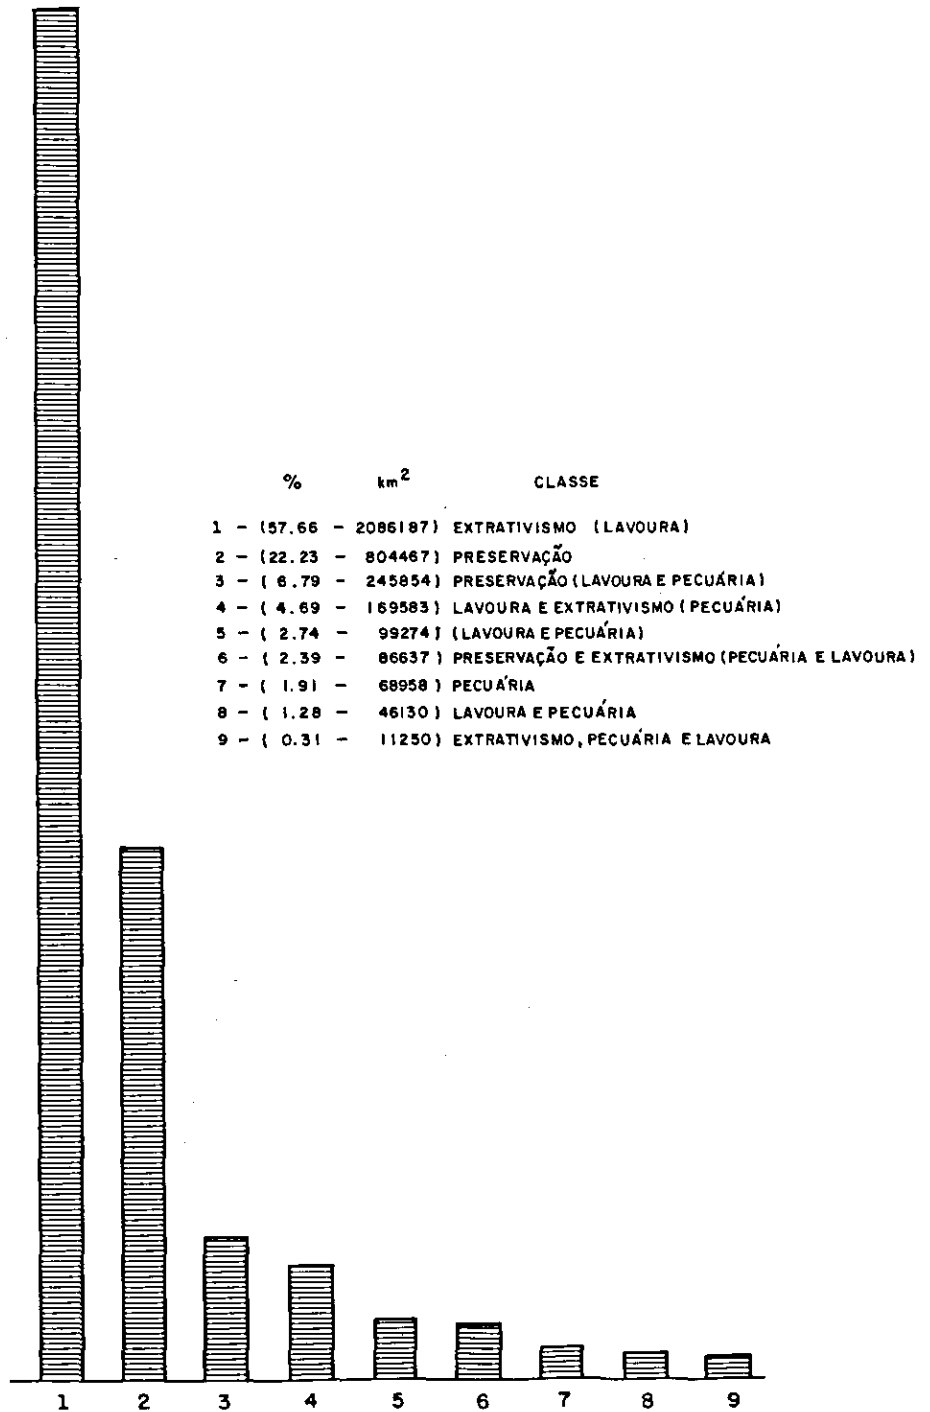 % km² CLASSE
1 - (57.66 - 2086187) EXTRATIVISMO (LAVOURA)
2 - (22.23 - 804467) PRESERVAÇÃO
3 - ( 6.79 - 245854) PRESERVAÇÃO (LAVOURA E PECUÁRIA)
4 - ( 4.69 - 169583) LAVOURA E EXTRATIVISMO (PECUÁRIA)
5 - ( 2.74 - 99274) (LAVOURA E PECUÁRIA)
6 - ( 2.39 - 86637) PRESERVAÇÃO E EXTRATIVISMO (PECUÁRIA E LAVOURA)
7 - ( 1.91 - 68958) PECUÁRIA
8 - ( 1.28 - 46130) LAVOURA E PECUÁRIA
9 - ( 0.31 - 11250) EXTRATIVISMO, PECUÁRIA E LAVOURA
1 2 3 4 5 6 7 8 9